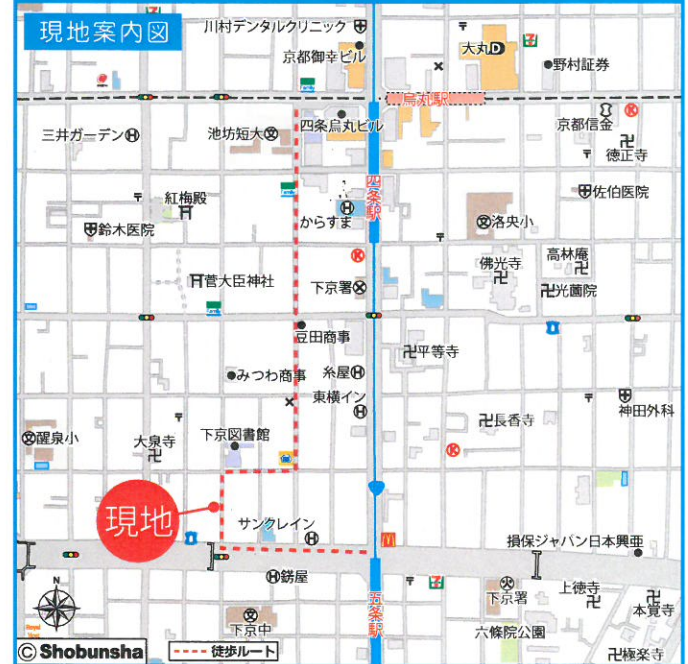 現地案内図
川村デンタルクリニック
京都御幸ビル
大丸
D
野村証券
烏丸駅
三井ガーデン
H
池坊短大
四条烏丸ビル
京都信金
K
徳正寺
四条駅
紅梅殿
からすま
H
洛央小
佐伯医院
鈴木医院
K
菅大臣神社
下京署
佛光寺
高林庵
光薗院
豆田商事
平等寺
みつわ商事
糸屋
H
東横イン
H
神田外科
醒泉小
大泉寺
下京図書館
長香寺
K
現地
サンクレイン
H
損保ジャパン日本興亜
錺屋
H
五条駅
下京署
上徳寺
本覚寺
下京中
六條院公園
極楽寺
N
Royal
© Shobunsha
徒歩ルート